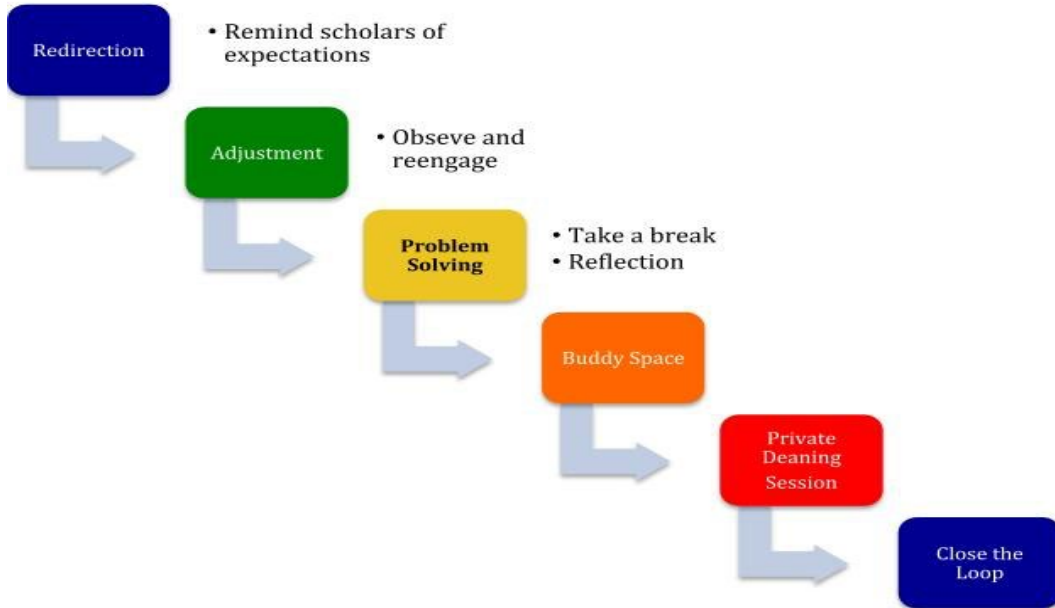 Redirection
• Remind scholars of
expectations
Adjustment
• Obseve and
reengage
Problem
Solving
• Take a break
• Reflection
Buddy Space
Private
Deaning
Session
Close the
Loop